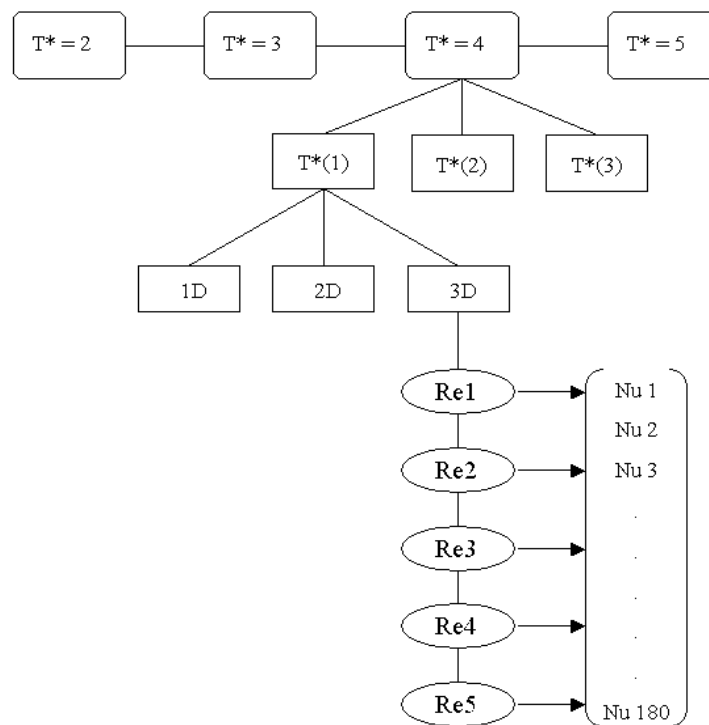 T* = 2 T* = 3 T* = 4 T* = 5
T*(1) T*(2) T*(3)
1D 2D 3D
Re1 Nu 1
Nu 2
Re2 Nu 3
.
Re3 .
.
Re4 .
.
Re5 Nu 180